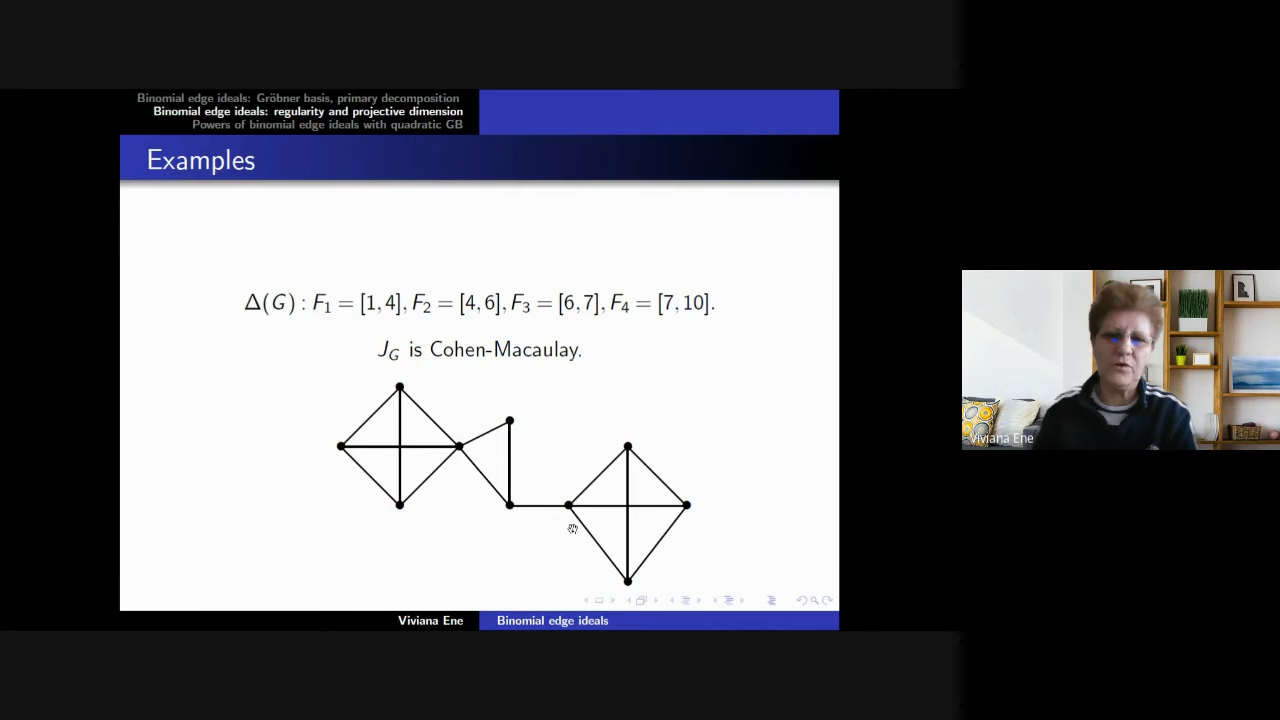 Binomial edge ideals: Gröbner basis, primary decomposition
Binomial edge ideals: regularity and projective dimension
Powers of binomial edge ideals with quadratic GB
Examples
Δ(G) : F₁ = [1, 4], F₂ = [4, 6], F₃ = [6, 7], F₄ = [7, 10].
J_G is Cohen-Macaulay.
Viviana Ene
Viviana Ene
Binomial edge ideals